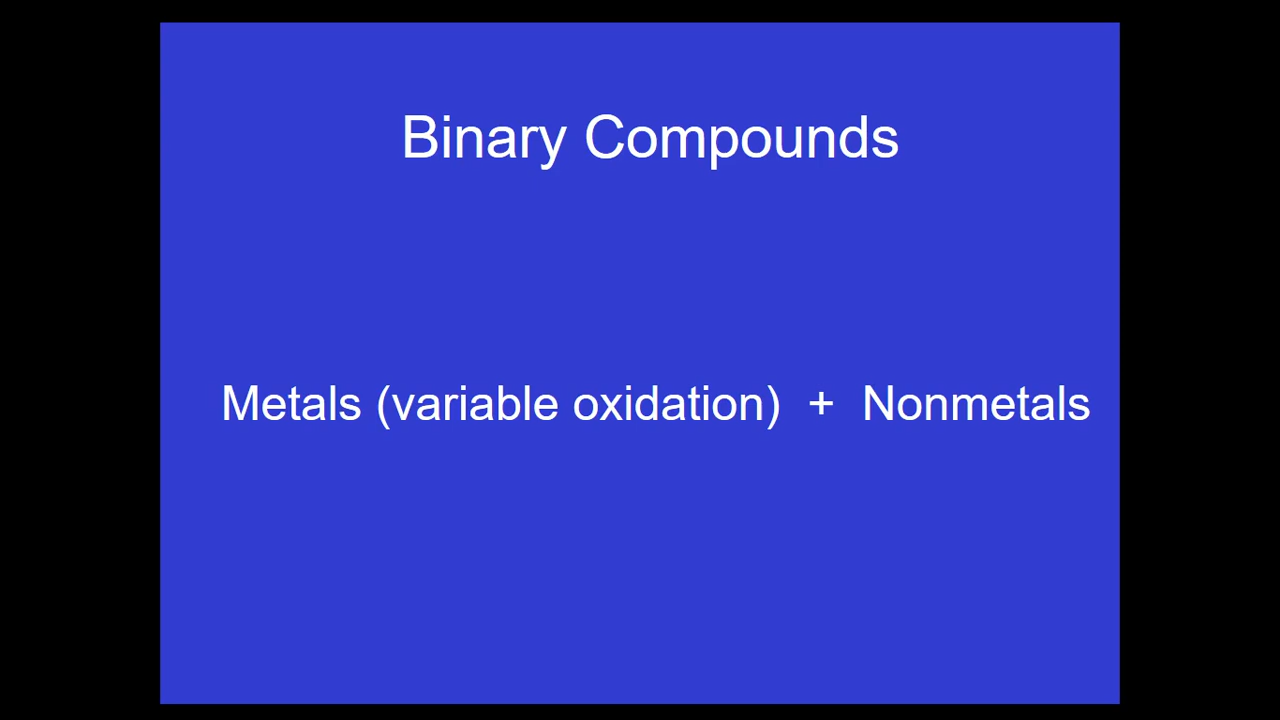 Binary Compounds
Metals (variable oxidation) + Nonmetals